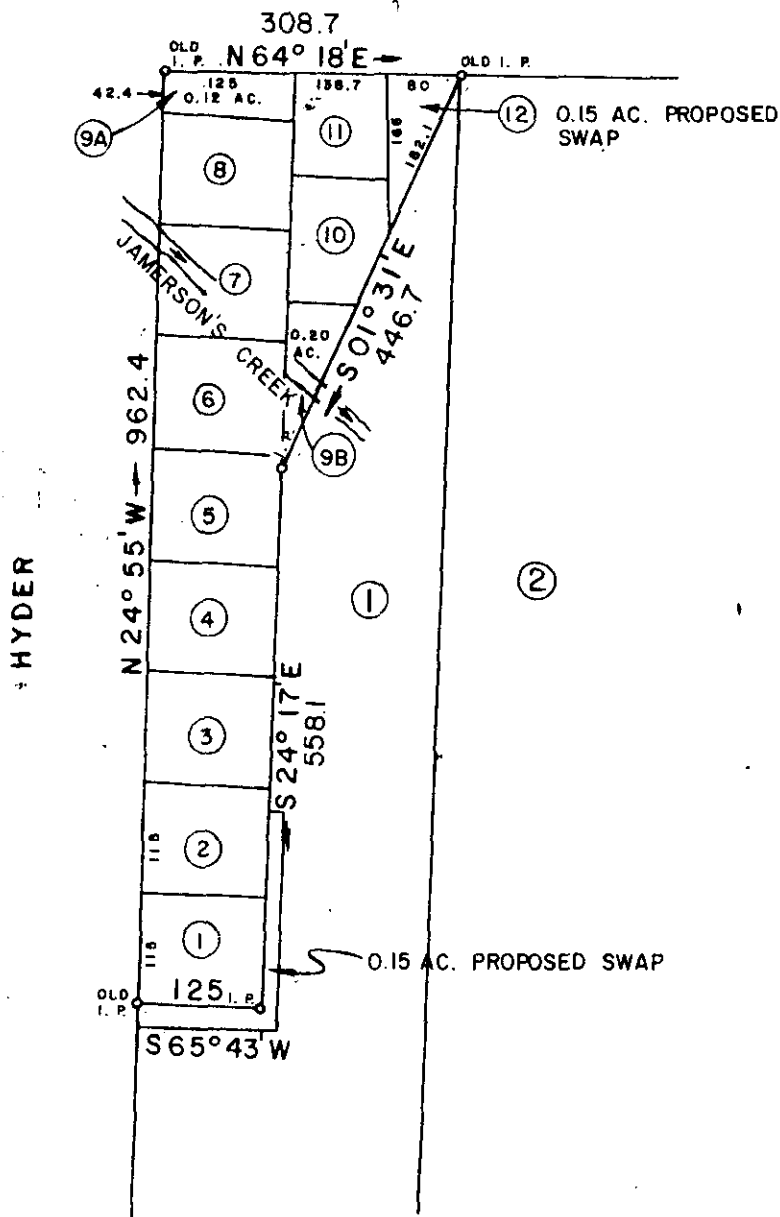 308.7
N 64° 18' E
OLD I. P.
OLD I. P.
42.4
125
0.12 AC.
136.7
80
9A
11
166
182.1
12
0.15 AC. PROPOSED
SWAP
8
10
7
JAMERSON'S CREEK
0.20
AC.
S 01° 31' E
446.7
9B
6
5
4
3
2
1
N 24° 55' W
962.4
HYDER
1
2
S 24° 17' E
558.1
115
115
0.15 AC. PROPOSED SWAP
OLD
I. P.
125
I. P.
S 65° 43' W